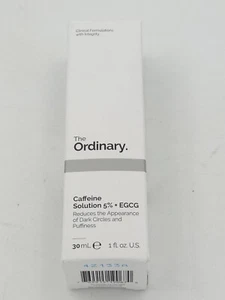 Clinical Formulations
with Integrity.
The
Ordinary.
Caffeine
Solution 5% + EGCG
Reduces the Appearance
of Dark Circles and
Puffiness
30 mL ℮ 1 fl. oz. U.S.